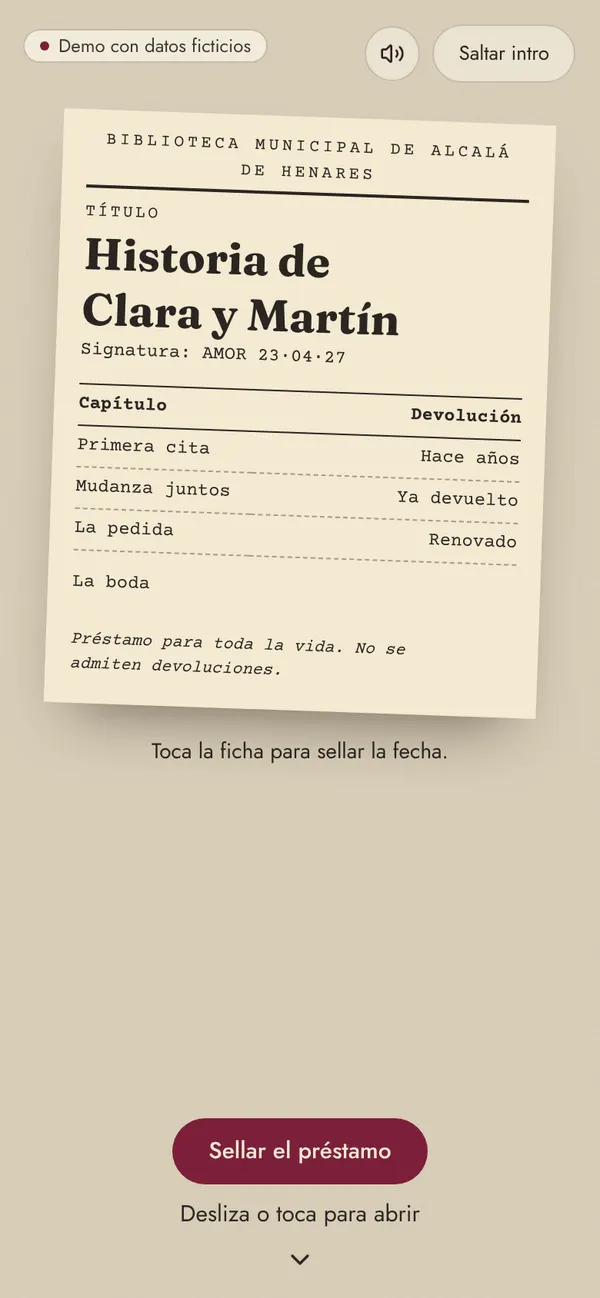 Demo con datos ficticios
Saltar intro
BIBLIOTECA MUNICIPAL DE ALCALÁ
DE HENARES
TÍTULO
Historia de
Clara y Martín
Signatura: AMOR 23·04·27
Capítulo Devolución
Primera cita Hace años
Mudanza juntos Ya devuelto
La pedida Renovado
La boda
Préstamo para toda la vida. No se
admiten devoluciones.
Toca la ficha para sellar la fecha.
Sellar el préstamo
Desliza o toca para abrir